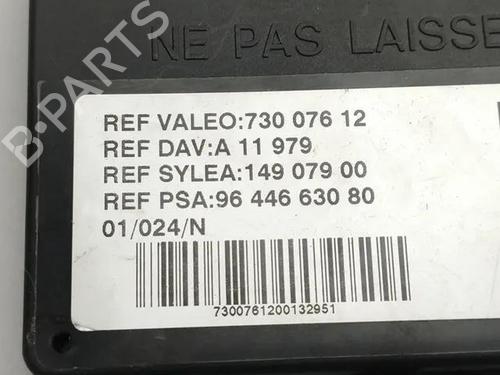 NE PAS LAISSE
REF VALEO:730 076 12
REF DAV:A 11 979
REF SYLEA:149 079 00
REF PSA:96 446 630 80
01/024/N
7300761200132951
B-PARTS